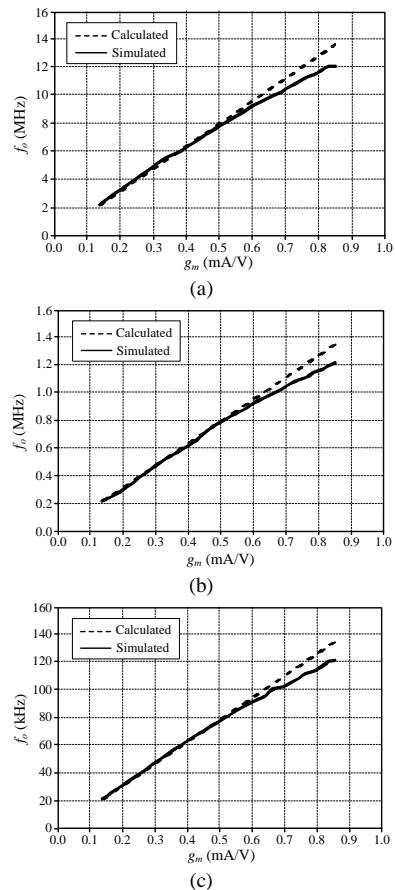 16
14
12
10
8
6
4
2
0
f_o (MHz)
Calculated
Simulated
0.0 0.1 0.2 0.3 0.4 0.5 0.6 0.7 0.8 0.9 1.0
g_m (mA/V)
(a)
1.6
1.4
1.2
1.0
0.8
0.6
0.4
0.2
0.0
f_o (MHz)
Calculated
Simulated
0.0 0.1 0.2 0.3 0.4 0.5 0.6 0.7 0.8 0.9 1.0
g_m (mA/V)
(b)
160
140
120
100
80
60
40
20
0
f_o (kHz)
Calculated
Simulated
0.0 0.1 0.2 0.3 0.4 0.5 0.6 0.7 0.8 0.9 1.0
g_m (mA/V)
(c)